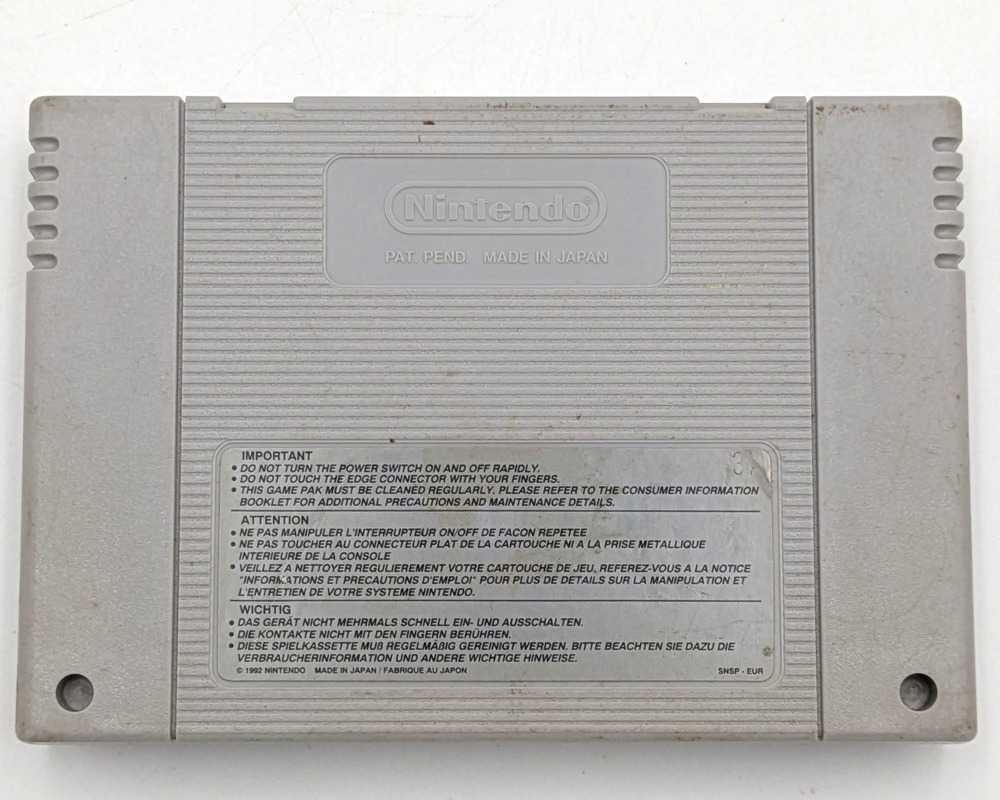 Nintendo®
PAT. PEND. MADE IN JAPAN
IMPORTANT
• DO NOT TURN THE POWER SWITCH ON AND OFF RAPIDLY.
• DO NOT TOUCH THE EDGE CONNECTOR WITH YOUR FINGERS.
• THIS GAME PAK MUST BE CLEANED REGULARLY. PLEASE REFER TO THE CONSUMER INFORMATION
BOOKLET FOR ADDITIONAL PRECAUTIONS AND MAINTENANCE DETAILS.
ATTENTION
• NE PAS MANIPULER L'INTERRUPTEUR ON/OFF DE FACON REPETEE
• NE PAS TOUCHER AU CONNECTEUR PLAT DE LA CARTOUCHE NI A LA PRISE METALLIQUE
INTERIEURE DE LA CONSOLE
• VEILLEZ A NETTOYER REGULIEREMENT VOTRE CARTOUCHE DE JEU, REFEREZ-VOUS A LA NOTICE
"INFORMATIONS ET PRECAUTIONS D'EMPLOI" POUR PLUS DE DETAILS SUR LA MANIPULATION ET
L'ENTRETIEN DE VOTRE SYSTEME NINTENDO.
WICHTIG
• DAS GERÄT NICHT MEHRMALS SCHNELL EIN- UND AUSSCHALTEN.
• DIE KONTAKTE NICHT MIT DEN FINGERN BERÜHREN.
• DIESE SPIELKASSETTE MUß REGELMÄßIG GEREINIGT WERDEN. BITTE BEACHTEN SIE DAZU DIE
VERBRAUCHERINFORMATION UND ANDERE WICHTIGE HINWEISE.
© 1992 NINTENDO MADE IN JAPAN / FABRIQUE AU JAPON SNSP - EUR